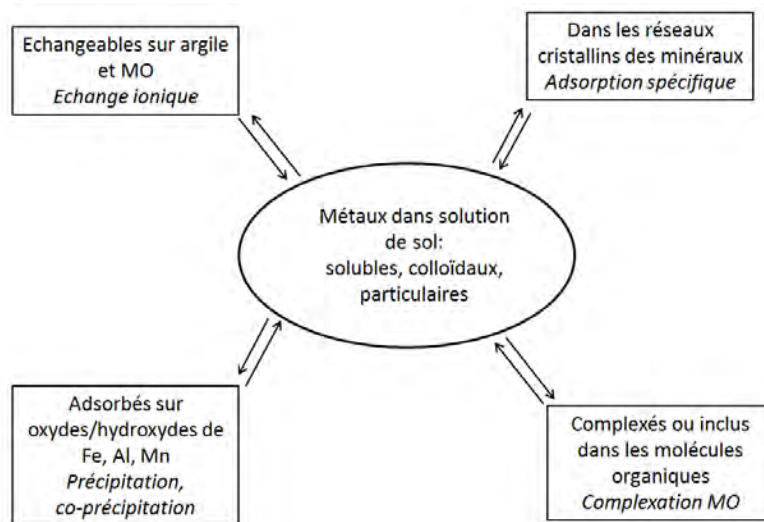 Echangeables sur argile
et MO
Echange ionique
Dans les réseaux
cristallins des minéraux
Adsorption spécifique
Métaux dans solution
de sol:
solubles, colloïdaux,
particulaires
Adsorbés sur
oxydes/hydroxydes de
Fe, Al, Mn
Précipitation,
co-précipitation
Complexés ou inclus
dans les molécules
organiques
Complexation MO